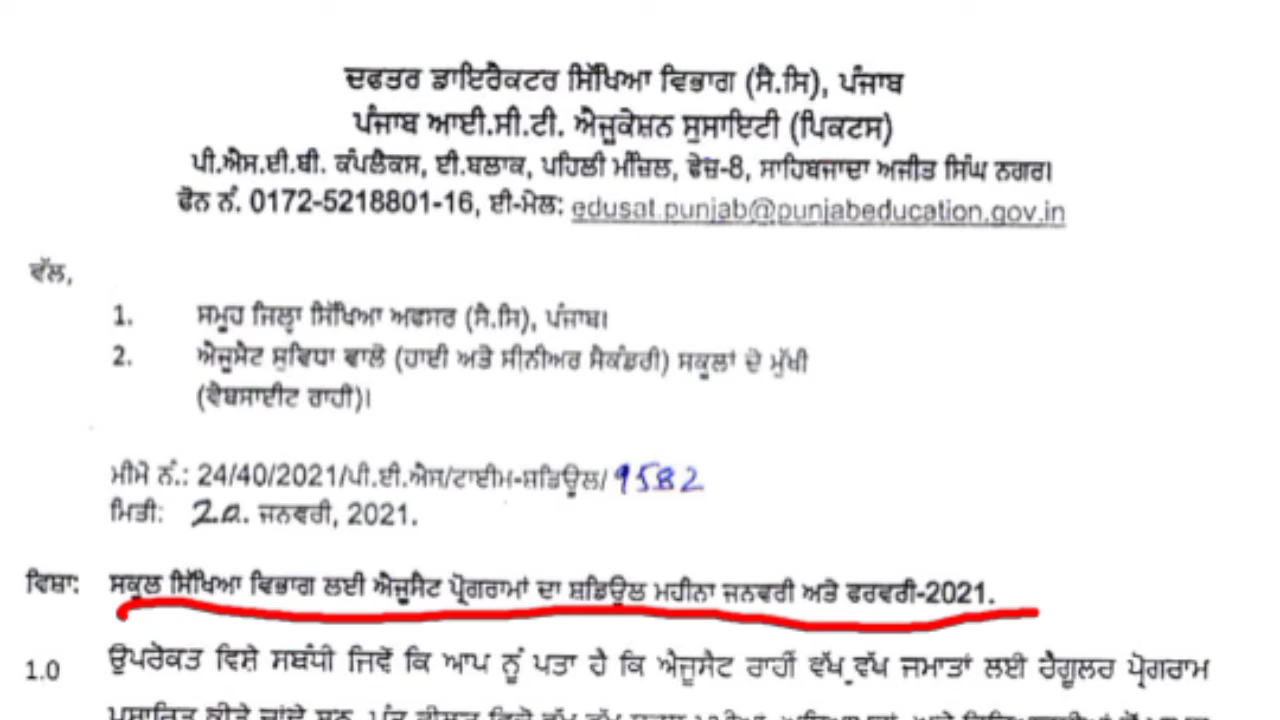 ਦਫਤਰ ਡਾਇਰੈਕਟਰ ਸਿੱਖਿਆ ਵਿਭਾਗ (ਸੈ.ਸਿ), ਪੰਜਾਬ
ਪੰਜਾਬ ਆਈ.ਸੀ.ਟੀ. ਐਜੂਕੇਸ਼ਨ ਸੁਸਾਇਟੀ (ਪਿਕਟਸ)
ਪੀ.ਐਸ.ਈ.ਬੀ. ਕੰਪਲੈਕਸ, ਈ.ਬਲਾਕ, ਪਹਿਲੀ ਮੰਜ਼ਿਲ, ਫੇਜ਼-8, ਸਾਹਿਬਜਾਦਾ ਅਜੀਤ ਸਿੰਘ ਨਗਰ।
ਫੋਨ ਨੰ. 0172-5218801-16, ਈ-ਮੇਲ: edusat.punjab@punjabeducation.gov.in
ਵੱਲ,
1. ਸਮੂਹ ਜਿਲ੍ਹਾ ਸਿੱਖਿਆ ਅਫਸਰ (ਸੈ.ਸਿ), ਪੰਜਾਬ।
2. ਐਜੂਸੈਟ ਸੁਵਿਧਾ ਵਾਲੇ (ਹਾਈ ਅਤੇ ਸੀਨੀਅਰ ਸੈਕੰਡਰੀ) ਸਕੂਲਾਂ ਦੇ ਮੁੱਖੀ
(ਵੈਬਸਾਈਟ ਰਾਹੀ)।
ਮੀਮੋ ਨੰ.: 24/40/2021/ਪੀ.ਈ.ਐਸ/ਟਾਈਮ-ਸ਼ਡਿਊਲ/ 9582
ਮਿਤੀ: 20. ਜਨਵਰੀ, 2021.
ਵਿਸ਼ਾ: ਸਕੂਲ ਸਿੱਖਿਆ ਵਿਭਾਗ ਲਈ ਐਜੂਸੈਟ ਪ੍ਰੋਗਰਾਮਾਂ ਦਾ ਸ਼ਡਿਊਲ ਮਹੀਨਾ ਜਨਵਰੀ ਅਤੇ ਫਰਵਰੀ-2021.
1.0 ਉਪਰੋਕਤ ਵਿਸ਼ੇ ਸਬੰਧੀ ਜਿਵੇਂ ਕਿ ਆਪ ਨੂੰ ਪਤਾ ਹੈ ਕਿ ਐਜੂਸੈਟ ਰਾਹੀਂ ਵੱਖ-ਵੱਖ ਜਮਾਤਾਂ ਲਈ ਰੈਗੂਲਰ ਪ੍ਰੋਗਰਾਮ